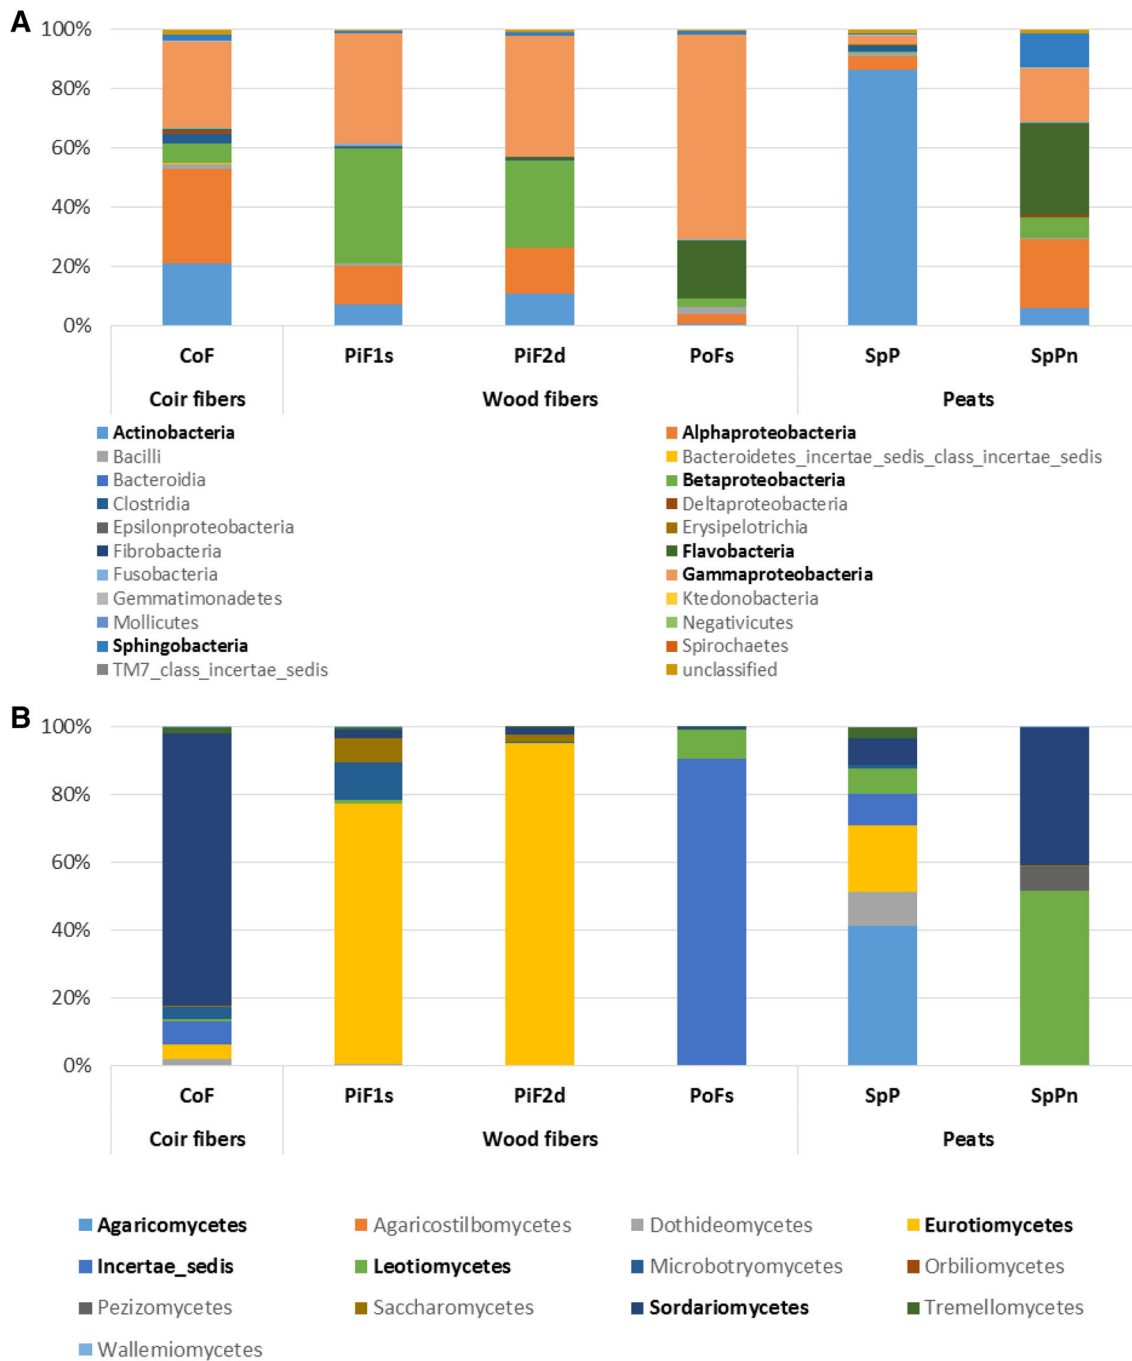 A
100%
80%
60%
40%
20%
0%
CoF PiF1s PiF2d PoFs SpP SpPn
Coir fibers Wood fibers Peats
Actinobacteria Alphaproteobacteria
Bacilli Bacteroidetes_incertae_sedis_class_incertae_sedis
Bacteroidia Betaproteobacteria
Clostridia Deltaproteobacteria
Epsilonproteobacteria Erysipelotrichia
Fibrobacteria Flavobacteria
Fusobacteria Gammaproteobacteria
Gemmatimonadetes Ktedonobacteria
Mollicutes Negativicutes
Sphingobacteria Spirochaetes
TM7_class_incertae_sedis unclassified
B
100%
80%
60%
40%
20%
0%
CoF PiF1s PiF2d PoFs SpP SpPn
Coir fibers Wood fibers Peats
Agaricomycetes Agaricostilbomycetes Dothideomycetes Eurotiomycetes
Incertae_sedis Leotiomycetes Microbotryomycetes Orbiliomycetes
Pezizomycetes Saccharomycetes Sordariomycetes Tremellomycetes
Wallemiomycetes